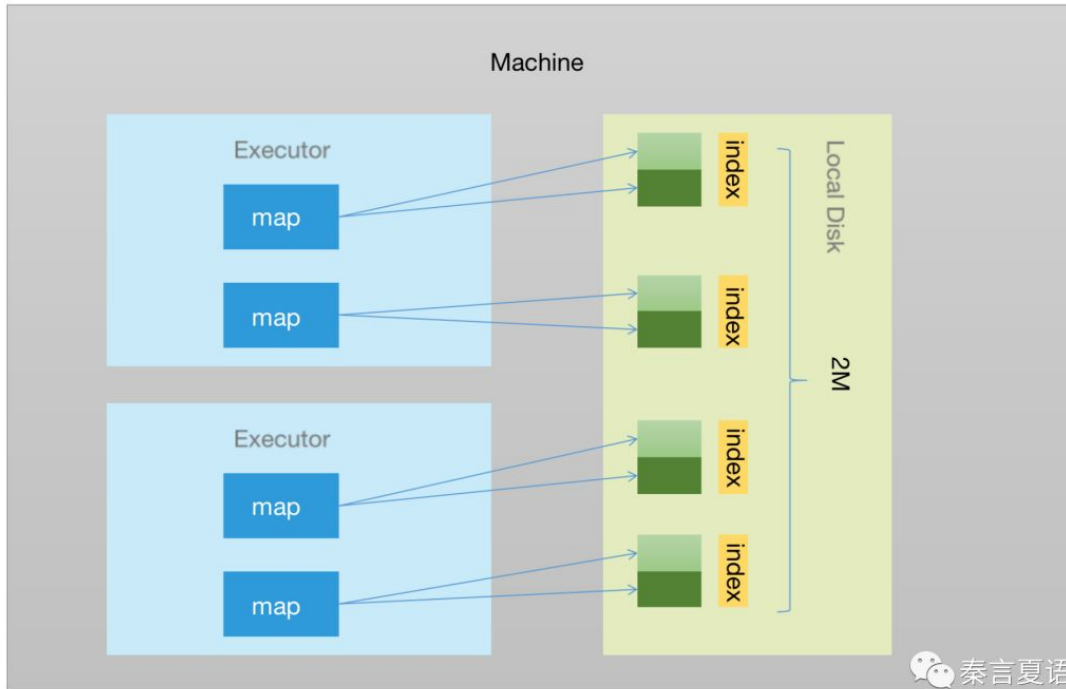 Machine
Executor
map
map
Executor
map
map
index
index
index
index
2M
Local Disk
秦言夏语